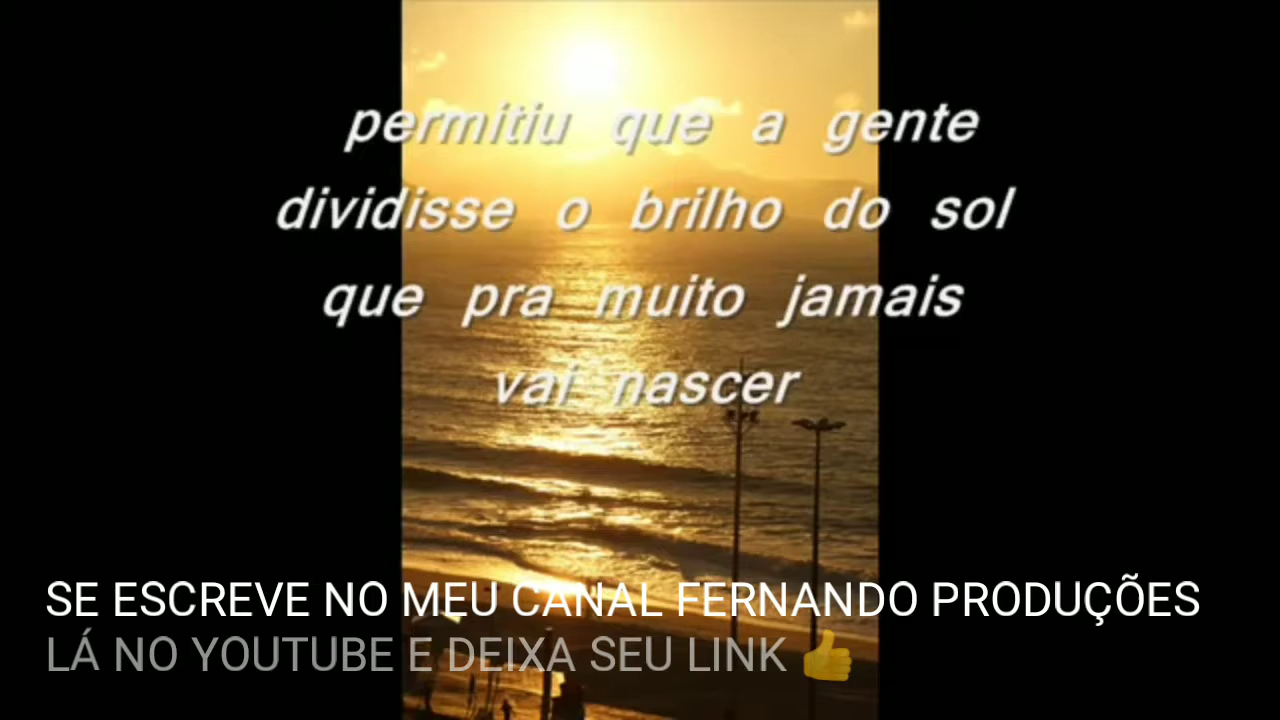 permitiu que a gente
dividisse o brilho do sol
que pra muito jamais
vai nascer
SE ESCREVE NO MEU CANAL FERNANDO PRODUÇÕES
LÁ NO YOUTUBE E DEIXA SEU LINK 👍